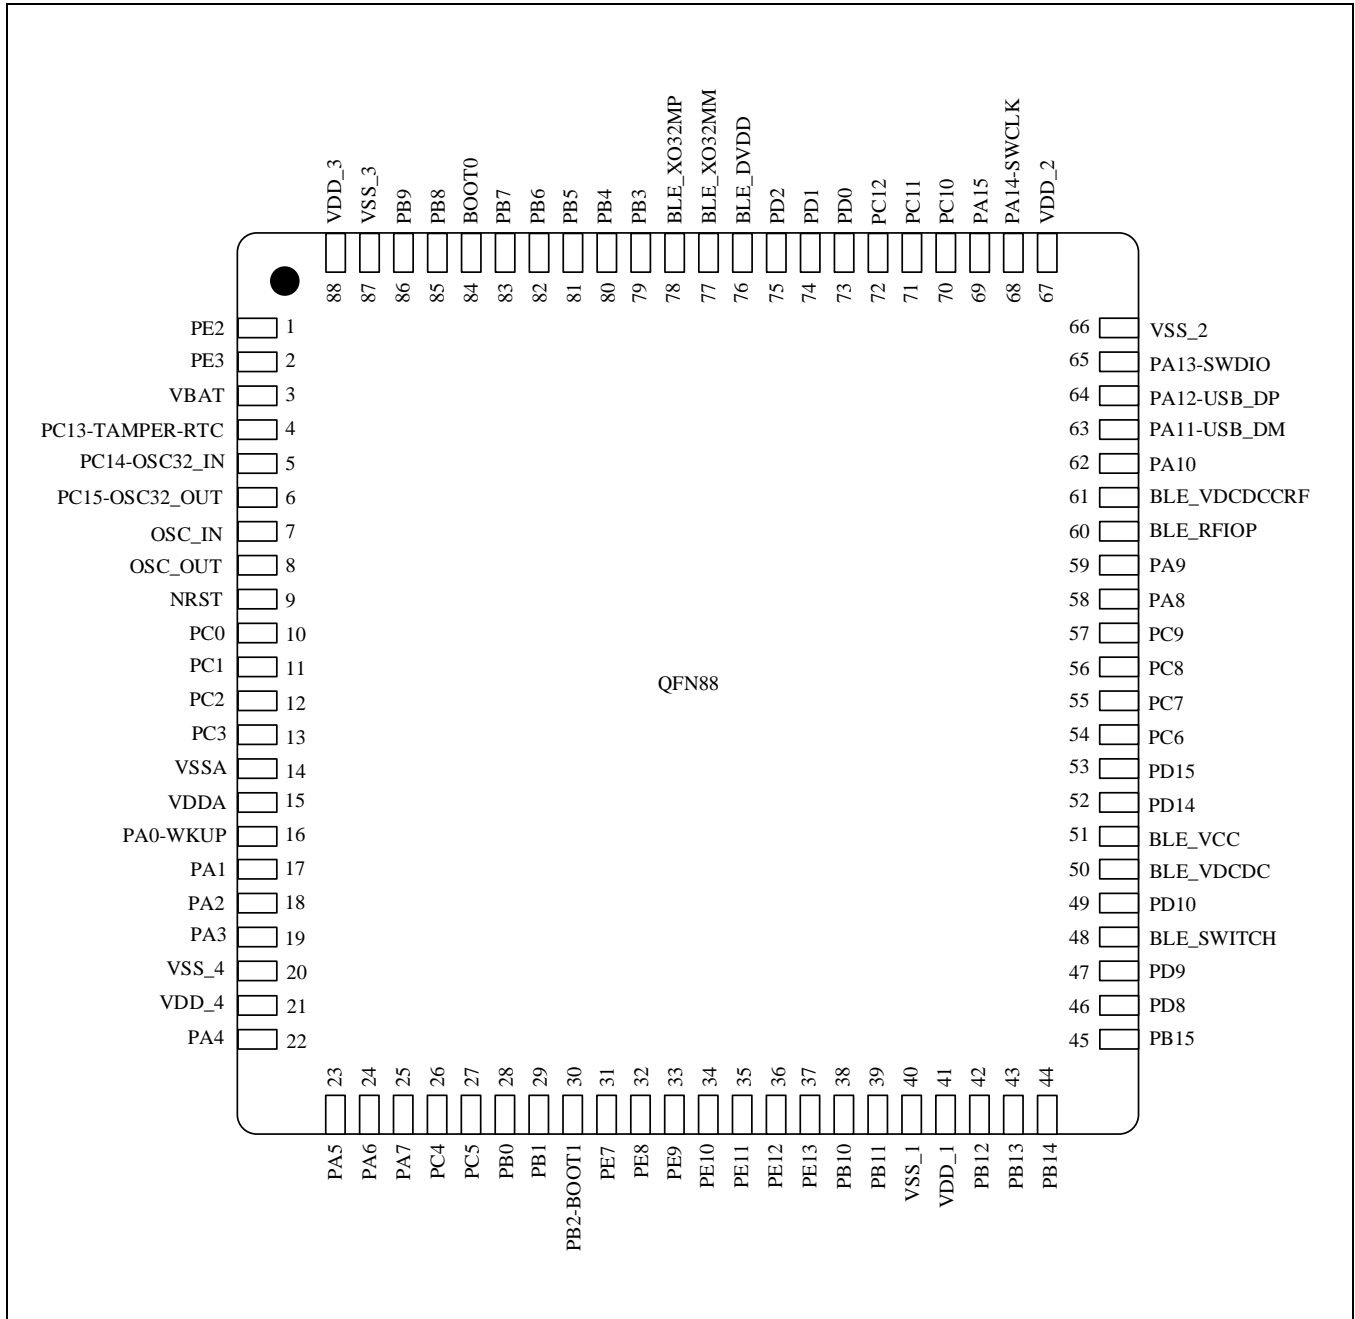 VDD_3
VSS_3
PB9
PB8
BOOT0
PB7
PB6
PB5
PB4
PB3
BLE_XO32MP
BLE_XO32MM
BLE_DVDD
PD2
PD1
PD0
PC12
PC11
PC10
PA15
PA14-SWCLK
VDD_2
88
87
86
85
84
83
82
81
80
79
78
77
76
75
74
73
72
71
70
69
68
67
PE2 1
PE3 2
VBAT 3
PC13-TAMPER-RTC 4
PC14-OSC32_IN 5
PC15-OSC32_OUT 6
OSC_IN 7
OSC_OUT 8
NRST 9
PC0 10
PC1 11
PC2 12
PC3 13
VSSA 14
VDDA 15
PA0-WKUP 16
PA1 17
PA2 18
PA3 19
VSS_4 20
VDD_4 21
PA4 22
QFN88
66 VSS_2
65 PA13-SWDIO
64 PA12-USB_DP
63 PA11-USB_DM
62 PA10
61 BLE_VDCDCCRF
60 BLE_RFIOP
59 PA9
58 PA8
57 PC9
56 PC8
55 PC7
54 PC6
53 PD15
52 PD14
51 BLE_VCC
50 BLE_VDCDC
49 PD10
48 BLE_SWITCH
47 PD9
46 PD8
45 PB15
23
24
25
26
27
28
29
30
31
32
33
34
35
36
37
38
39
40
41
42
43
44
PA5
PA6
PA7
PC4
PC5
PB0
PB1
PB2-BOOT1
PE7
PE8
PE9
PE10
PE11
PE12
PE13
PB10
PB11
VSS_1
VDD_1
PB12
PB13
PB14